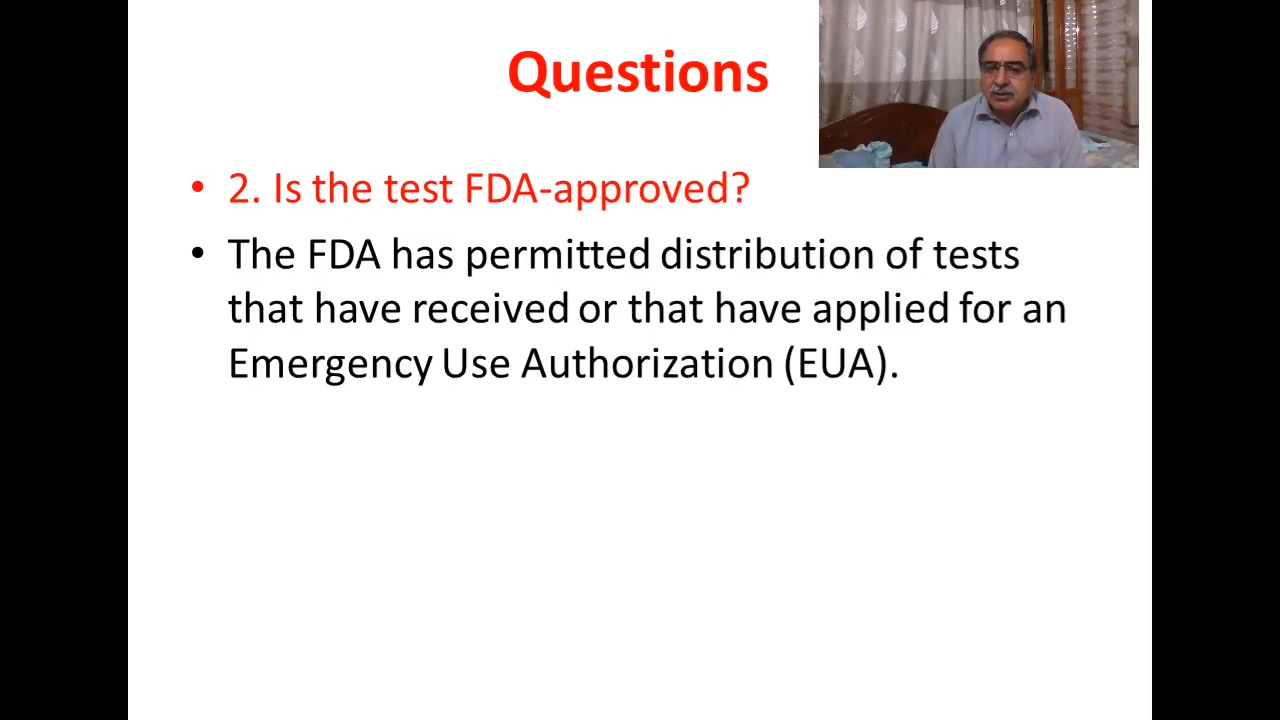 Questions
• 2. Is the test FDA-approved?
• The FDA has permitted distribution of tests
that have received or that have applied for an
Emergency Use Authorization (EUA).